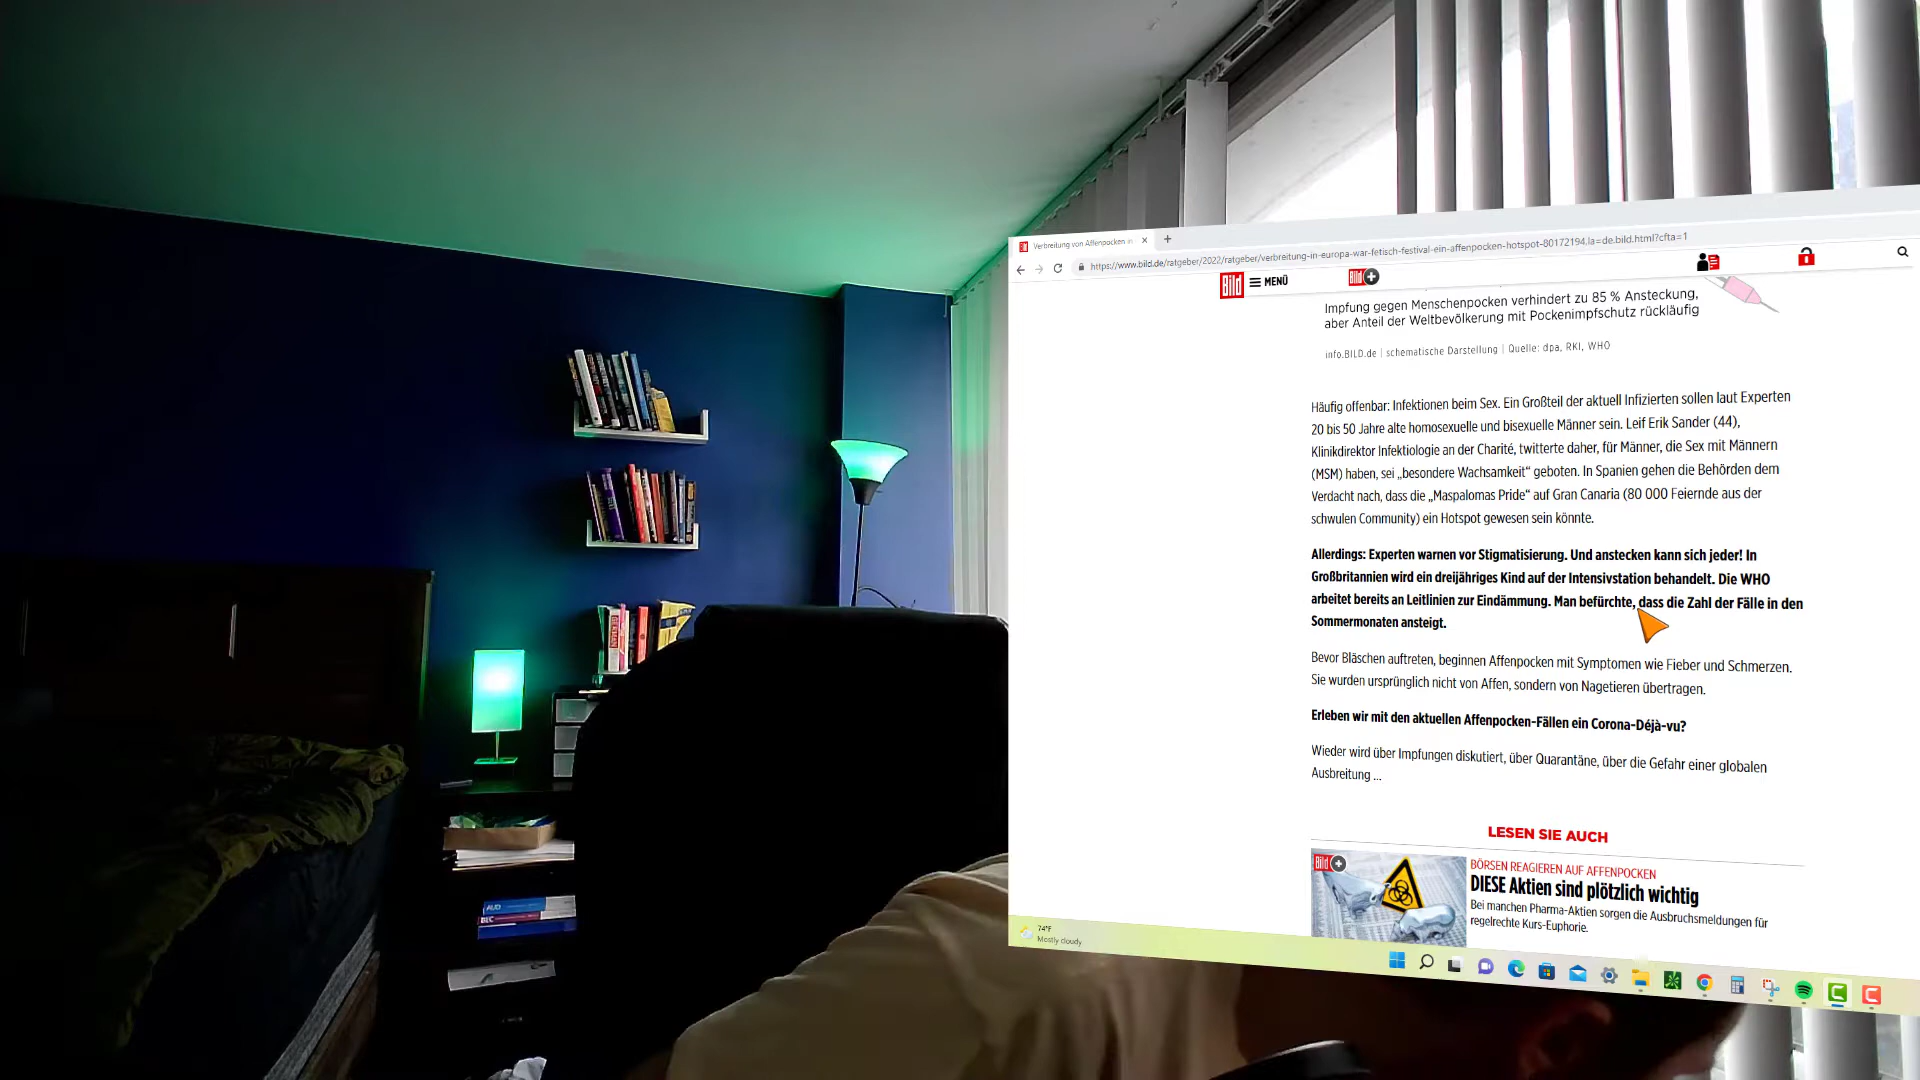 Verbreitung von Affenpocken in
https://www.bild.de/ratgeber/2022/ratgeber/verbreitung-in-europa-war-fetisch-festival-ein-affenpocken-hotspot-80172194,la=de.bild.html?cfta=1
Bild MENÜ Bild+
Impfung gegen Menschenpocken verhindert zu 85 % Ansteckung,
aber Anteil der Weltbevölkerung mit Pockenimpfschutz rückläufig
info.BILD.de | schematische Darstellung | Quelle: dpa, RKI, WHO
Häufig offenbar: Infektionen beim Sex. Ein Großteil der aktuell Infizierten sollen laut Experten
20 bis 50 Jahre alte homosexuelle und bisexuelle Männer sein. Leif Erik Sander (44),
Klinikdirektor Infektiologie an der Charité, twitterte daher, für Männer, die Sex mit Männern
(MSM) haben, sei „besondere Wachsamkeit“ geboten. In Spanien gehen die Behörden dem
Verdacht nach, dass die „Maspalomas Pride“ auf Gran Canaria (80 000 Feiernde aus der
schwulen Community) ein Hotspot gewesen sein könnte.
Allerdings: Experten warnen vor Stigmatisierung. Und anstecken kann sich jeder! In
Großbritannien wird ein dreijähriges Kind auf der Intensivstation behandelt. Die WHO
arbeitet bereits an Leitlinien zur Eindämmung. Man befürchte, dass die Zahl der Fälle in den
Sommermonaten ansteigt.
Bevor Bläschen auftreten, beginnen Affenpocken mit Symptomen wie Fieber und Schmerzen.
Sie wurden ursprünglich nicht von Affen, sondern von Nagetieren übertragen.
Erleben wir mit den aktuellen Affenpocken-Fällen ein Corona-Déjà-vu?
Wieder wird über Impfungen diskutiert, über Quarantäne, über die Gefahr einer globalen
Ausbreitung ...
LESEN SIE AUCH
Bild+
BÖRSEN REAGIEREN AUF AFFENPOCKEN
DIESE Aktien sind plötzlich wichtig
Bei manchen Pharma-Aktien sorgen die Ausbruchsmeldungen für
regelrechte Kurs-Euphorie.
74°F
Mostly cloudy
AUD
BEC